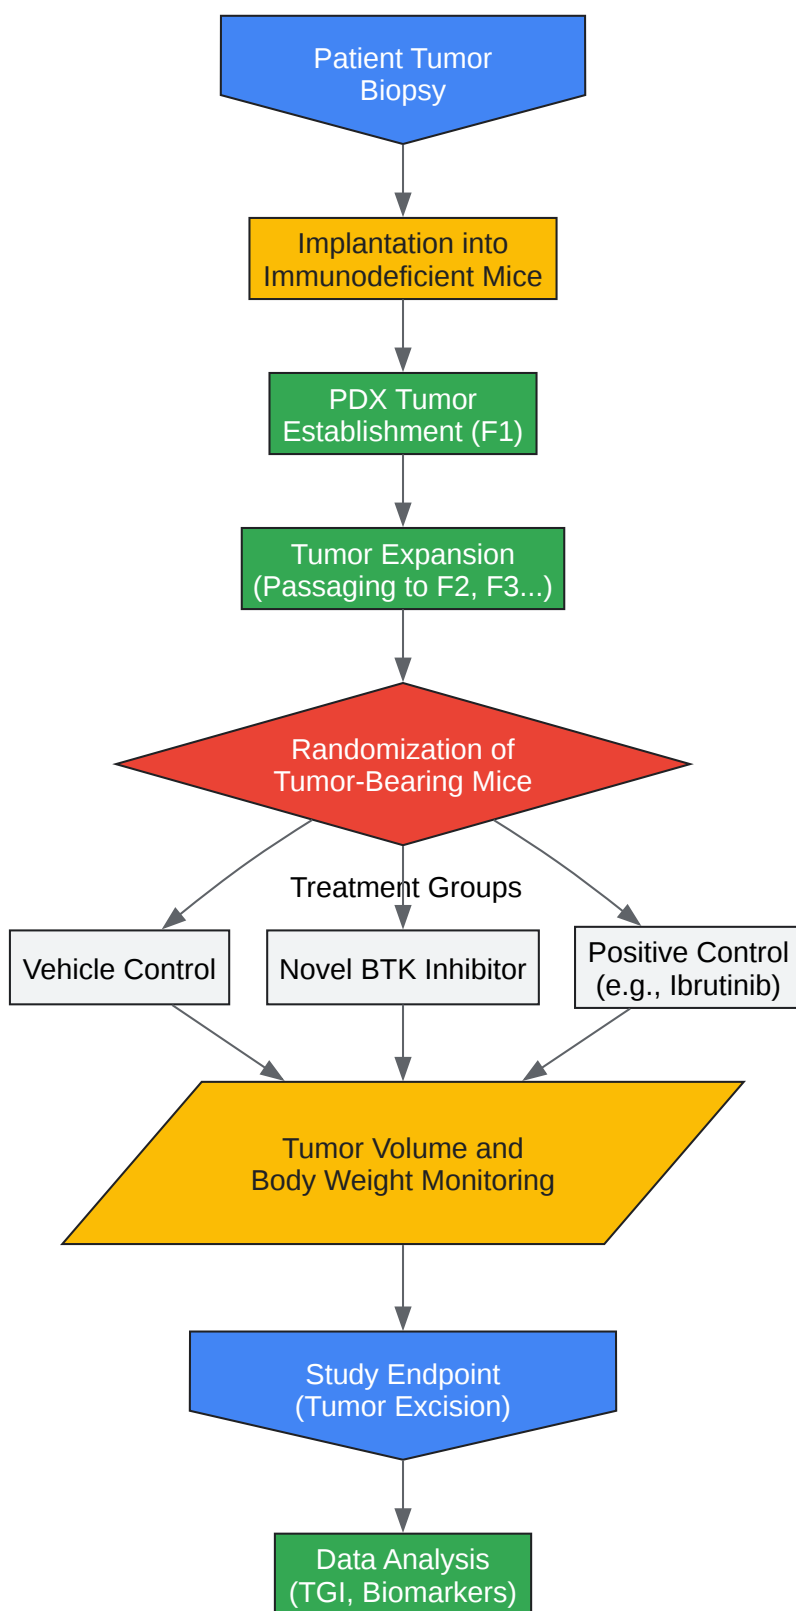 Patient Tumor
Biopsy
Implantation into
Immunodeficient Mice
PDX Tumor
Establishment (F1)
Tumor Expansion
(Passaging to F2, F3...)
Randomization of
Tumor-Bearing Mice
Treatment Groups
Vehicle Control
Novel BTK Inhibitor
Positive Control
(e.g., Ibrutinib)
Tumor Volume and
Body Weight Monitoring
Study Endpoint
(Tumor Excision)
Data Analysis
(TGI, Biomarkers)